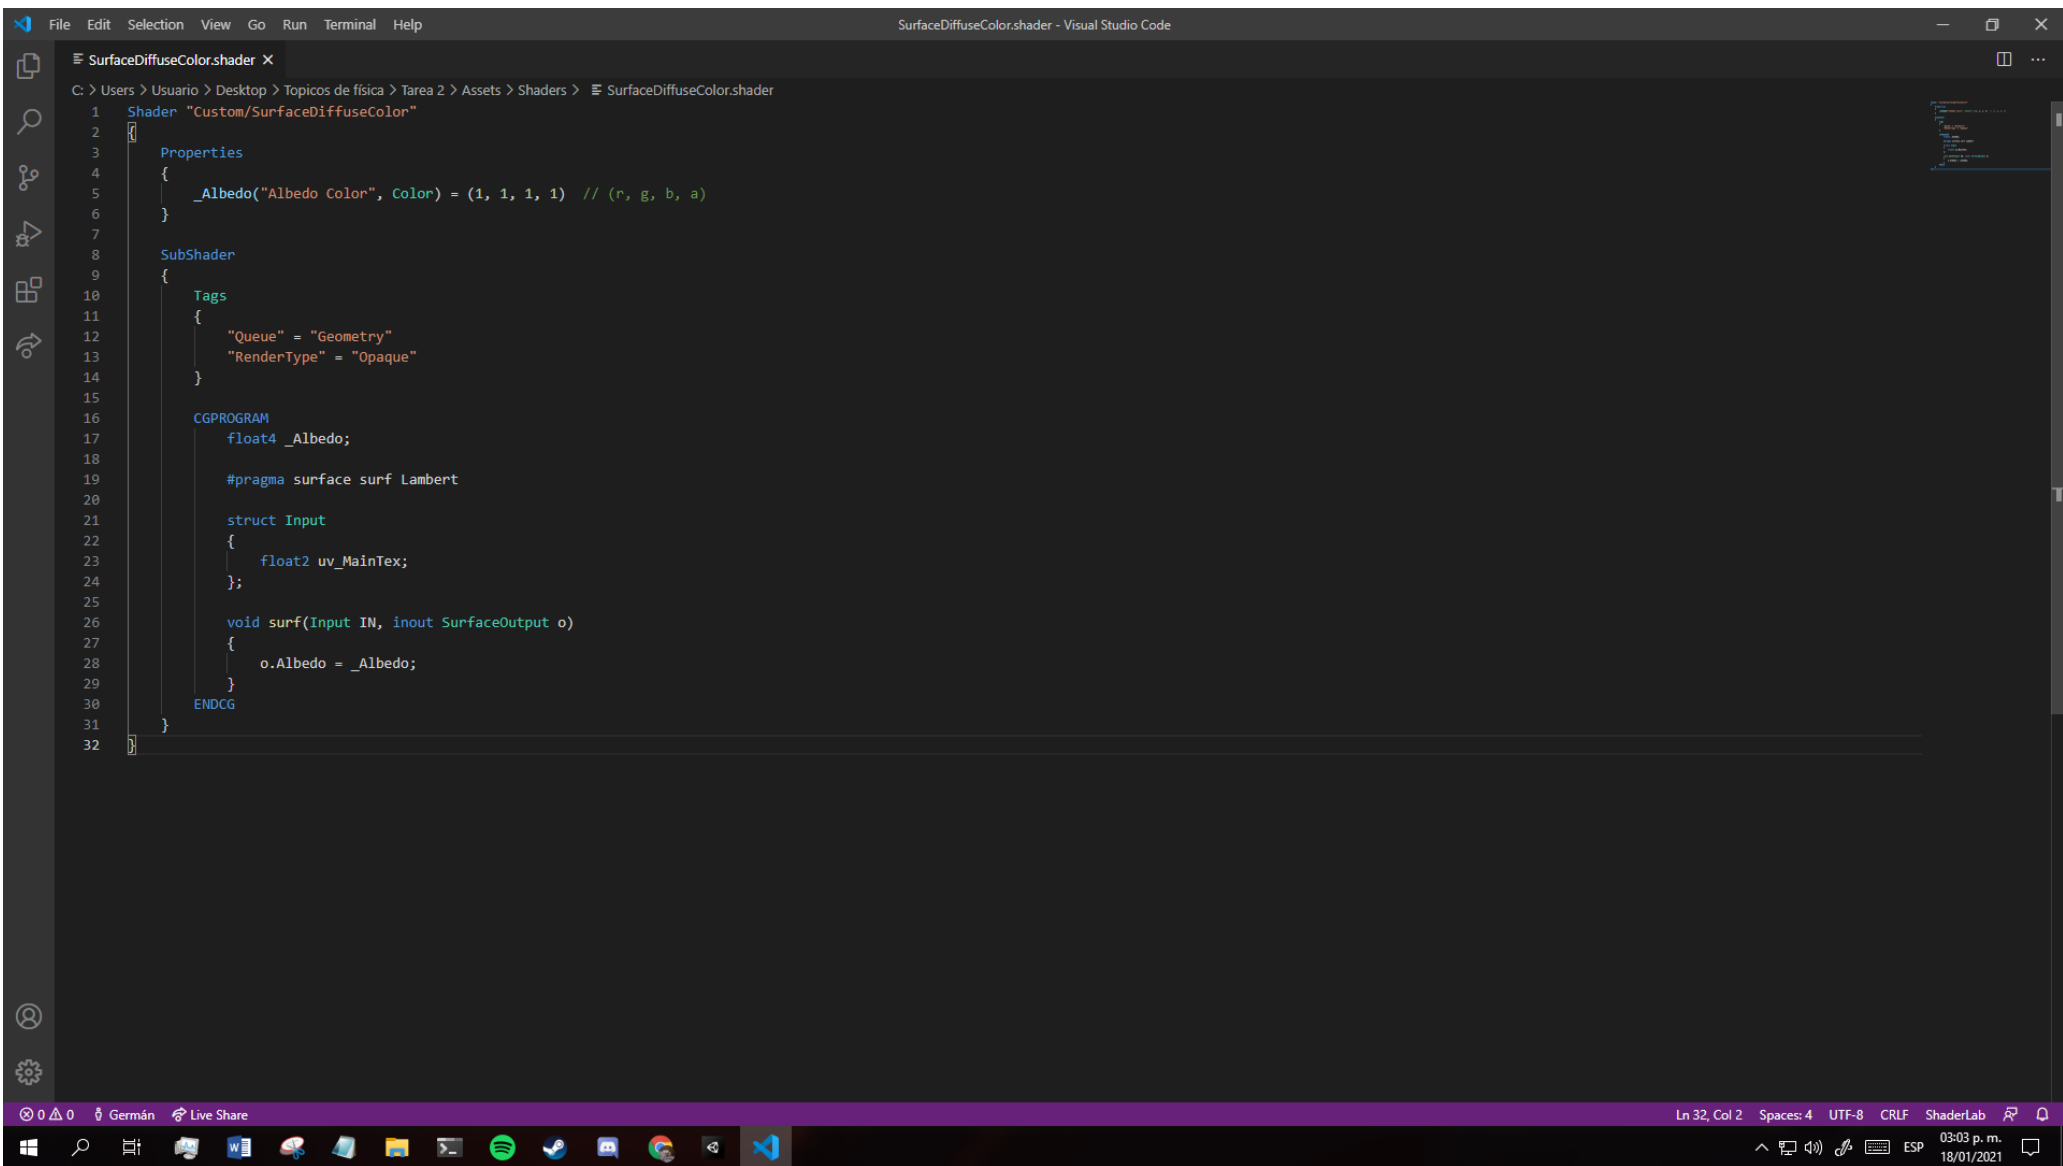 File Edit Selection View Go Run Terminal Help
SurfaceDiffuseColor.shader - Visual Studio Code
SurfaceDiffuseColor.shader
C: > Users > Usuario > Desktop > Topicos de física > Tarea 2 > Assets > Shaders > SurfaceDiffuseColor.shader
1 Shader "Custom/SurfaceDiffuseColor"
2 {
3 Properties
4 {
5 _Albedo("Albedo Color", Color) = (1, 1, 1, 1) // (r, g, b, a)
6 }
7
8 SubShader
9 {
10 Tags
11 {
12 "Queue" = "Geometry"
13 "RenderType" = "Opaque"
14 }
15
16 CGPROGRAM
17 float4 _Albedo;
18
19 #pragma surface surf Lambert
20
21 struct Input
22 {
23 float2 uv_MainTex;
24 };
25
26 void surf(Input IN, inout SurfaceOutput o)
27 {
28 o.Albedo = _Albedo;
29 }
30 ENDCG
31 }
32 }
0 0 Germán Live Share
Ln 32, Col 2 Spaces: 4 UTF-8 CRLF ShaderLab
ESP
03:03 p. m.
18/01/2021